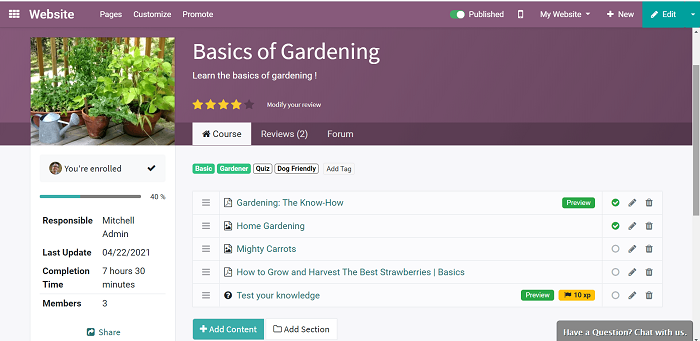 Website Pages Customize Promote Published My Website + New Edit
Basics of Gardening
Learn the basics of gardening !
Modify your review
Course Reviews (2) Forum
You're enrolled
40 %
Responsible Mitchell
Admin
Last Update 04/22/2021
Completion 7 hours 30
Time minutes
Members 3
Share
Basic Gardener Quiz Dog Friendly Add Tag
Gardening: The Know-How Preview
Home Gardening
Mighty Carrots
How to Grow and Harvest The Best Strawberries | Basics
Test your knowledge Preview 10 xp
+ Add Content Add Section
Have a Question? Chat with us.